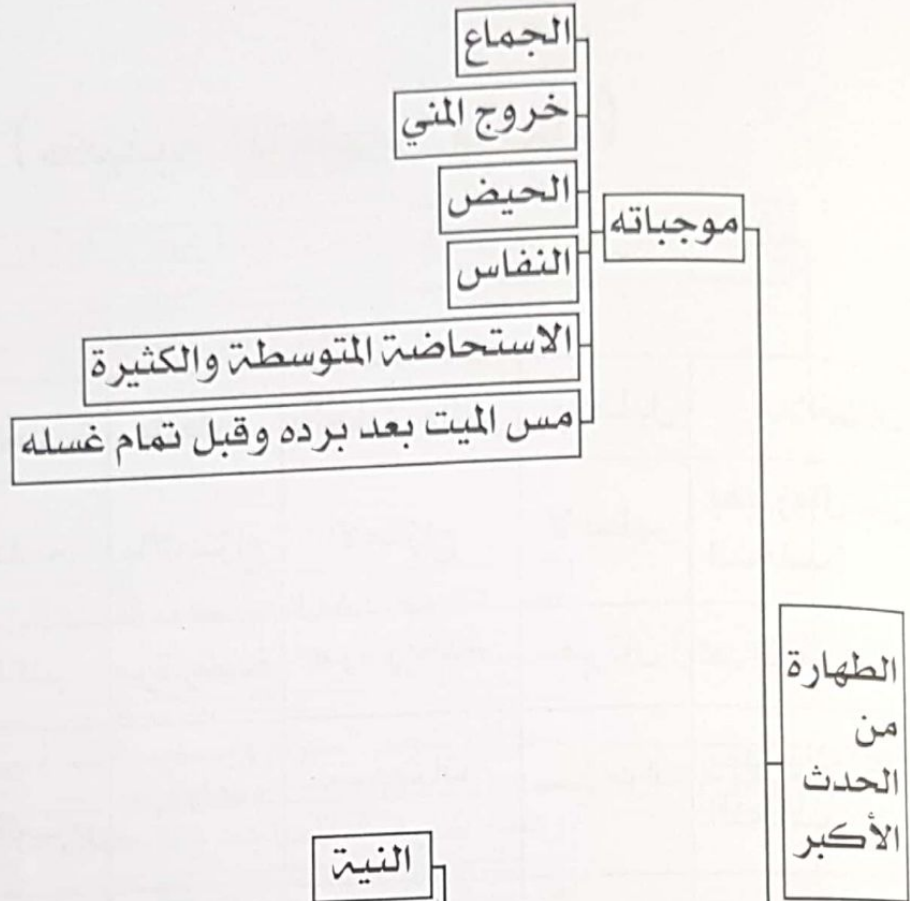 الجماع
خروج المني
الحيض
موجباته
النفاس
الاستحاضة المتوسطة والكثيرة
مس الميت بعد برده وقبل تمام غسله
الطهارة
من
الحدث
الأكبر
النية